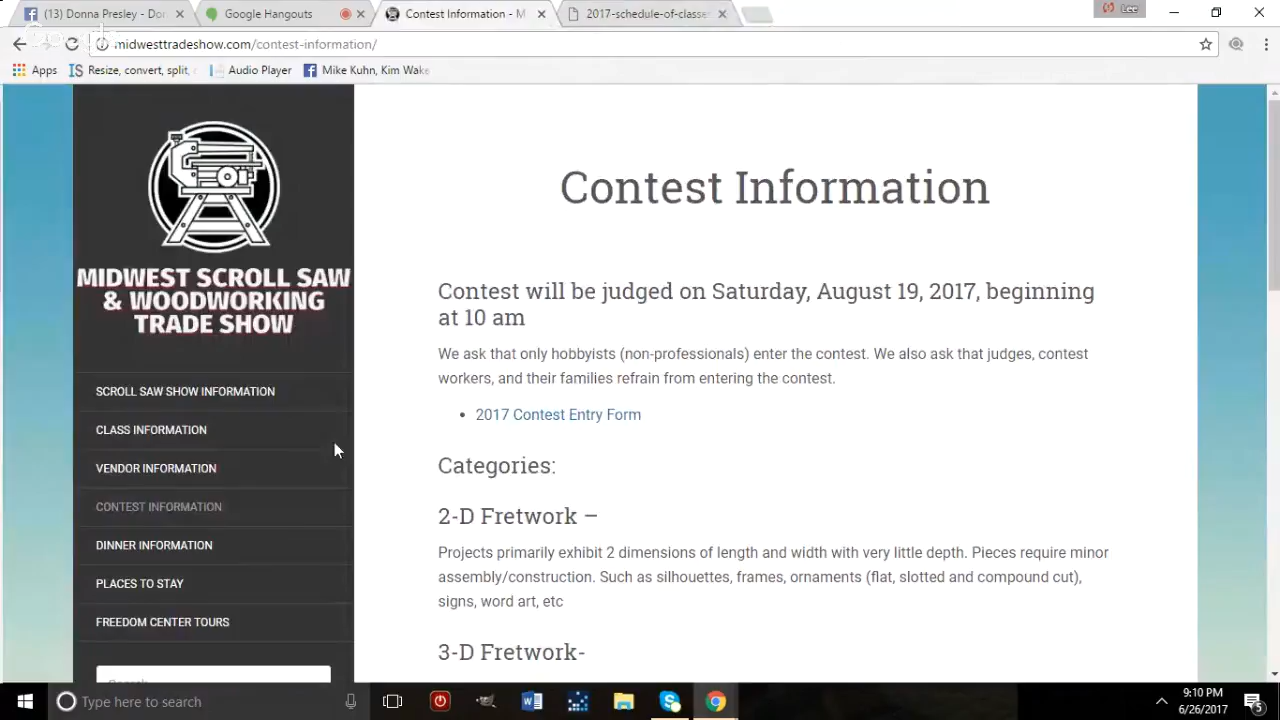 (13) Donna Presley - Don
Google Hangouts
Contest Information - M
2017-schedule-of-classe
Lee
midwesttradeshow.com/contest-information/
Apps
Resize, convert, split,
Audio Player
Mike Kuhn, Kim Wake
MIDWEST SCROLL SAW
& WOODWORKING
TRADE SHOW
SCROLL SAW SHOW INFORMATION
CLASS INFORMATION
VENDOR INFORMATION
CONTEST INFORMATION
DINNER INFORMATION
PLACES TO STAY
FREEDOM CENTER TOURS
Contest Information
Contest will be judged on Saturday, August 19, 2017, beginning
at 10 am
We ask that only hobbyists (non-professionals) enter the contest. We also ask that judges, contest
workers, and their families refrain from entering the contest.
• 2017 Contest Entry Form
Categories:
2-D Fretwork –
Projects primarily exhibit 2 dimensions of length and width with very little depth. Pieces require minor
assembly/construction. Such as silhouettes, frames, ornaments (flat, slotted and compound cut),
signs, word art, etc
3-D Fretwork-
Type here to search
9:10 PM
6/26/2017
5